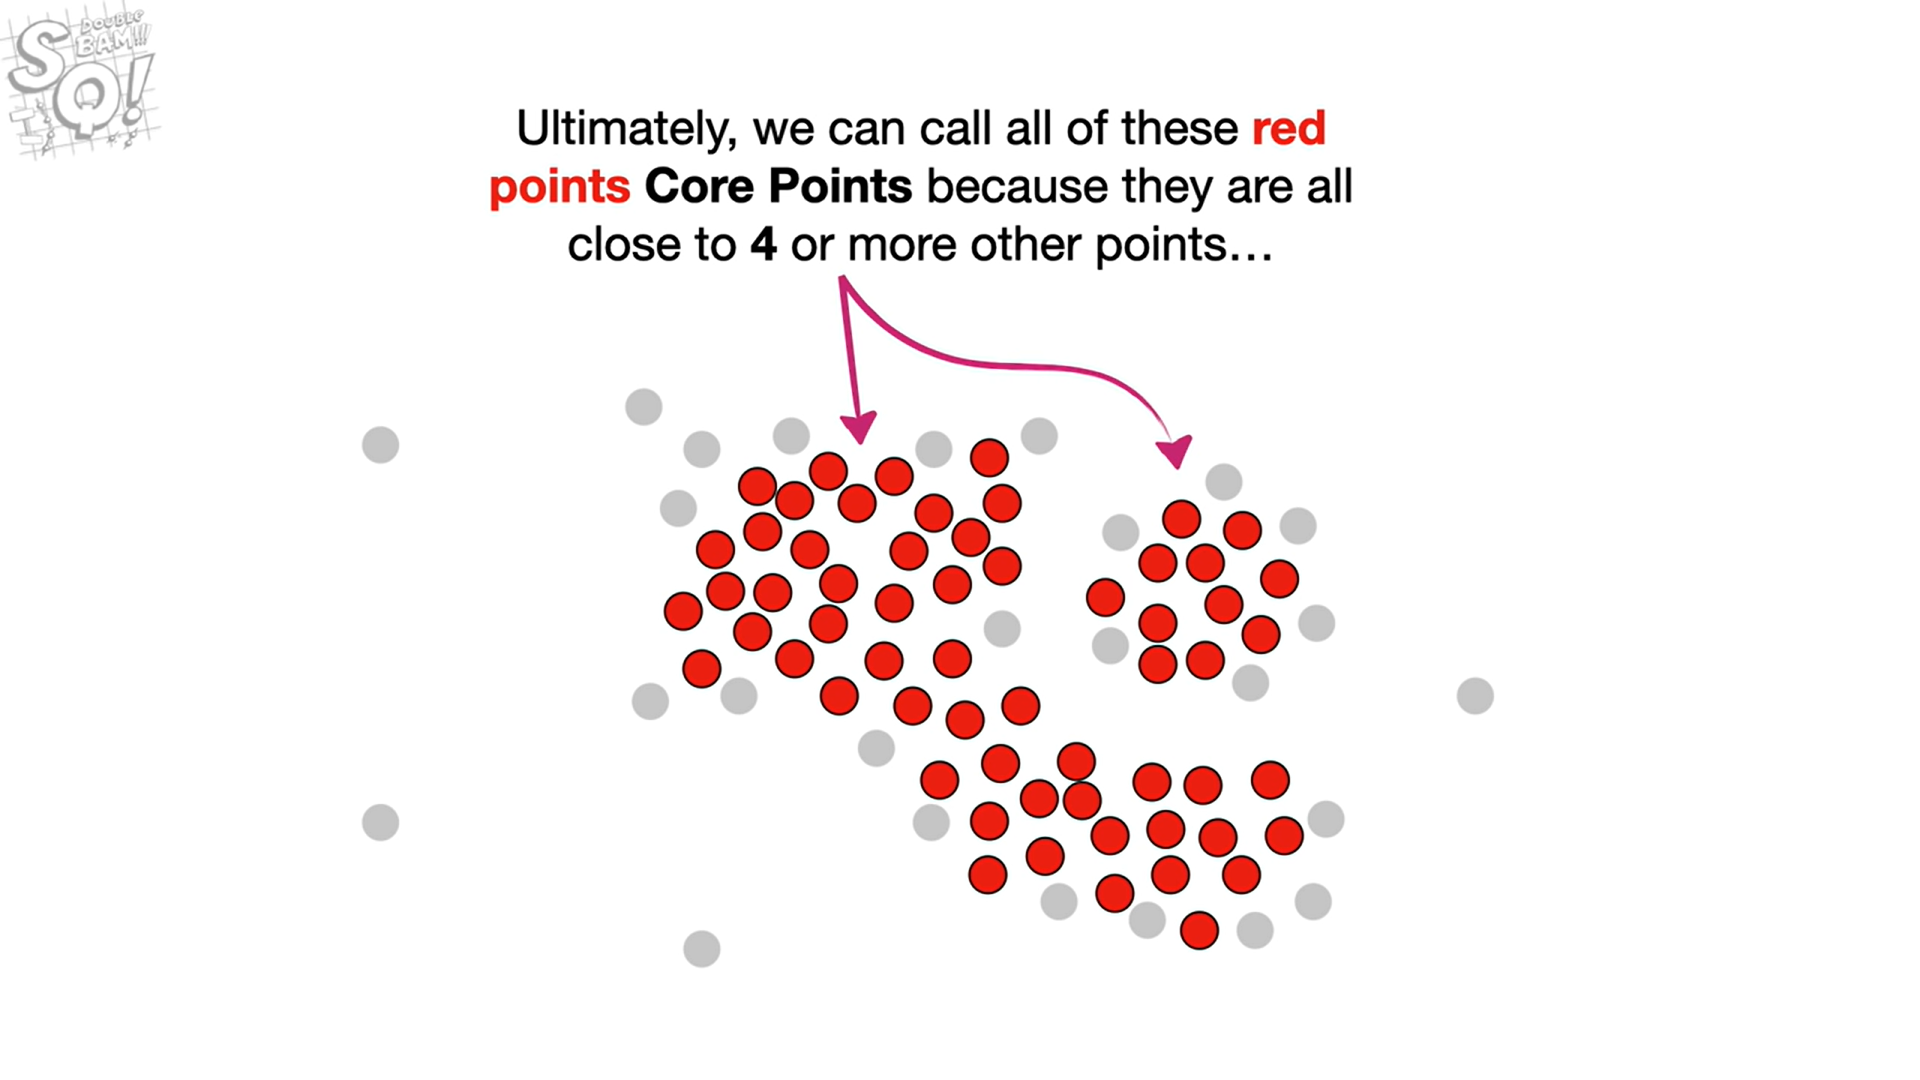 DOUBLE
BAM!!!
SQ!
Ultimately, we can call all of these red
points Core Points because they are all
close to 4 or more other points…